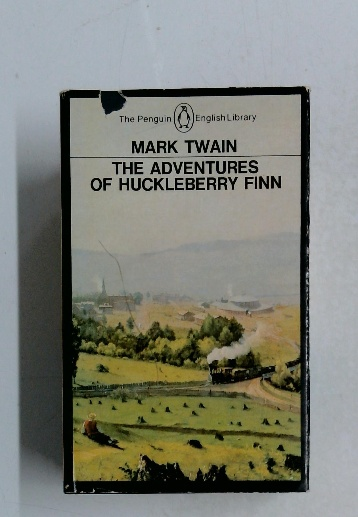 The Penguin English Library
MARK TWAIN
THE ADVENTURES
OF HUCKLEBERRY FINN